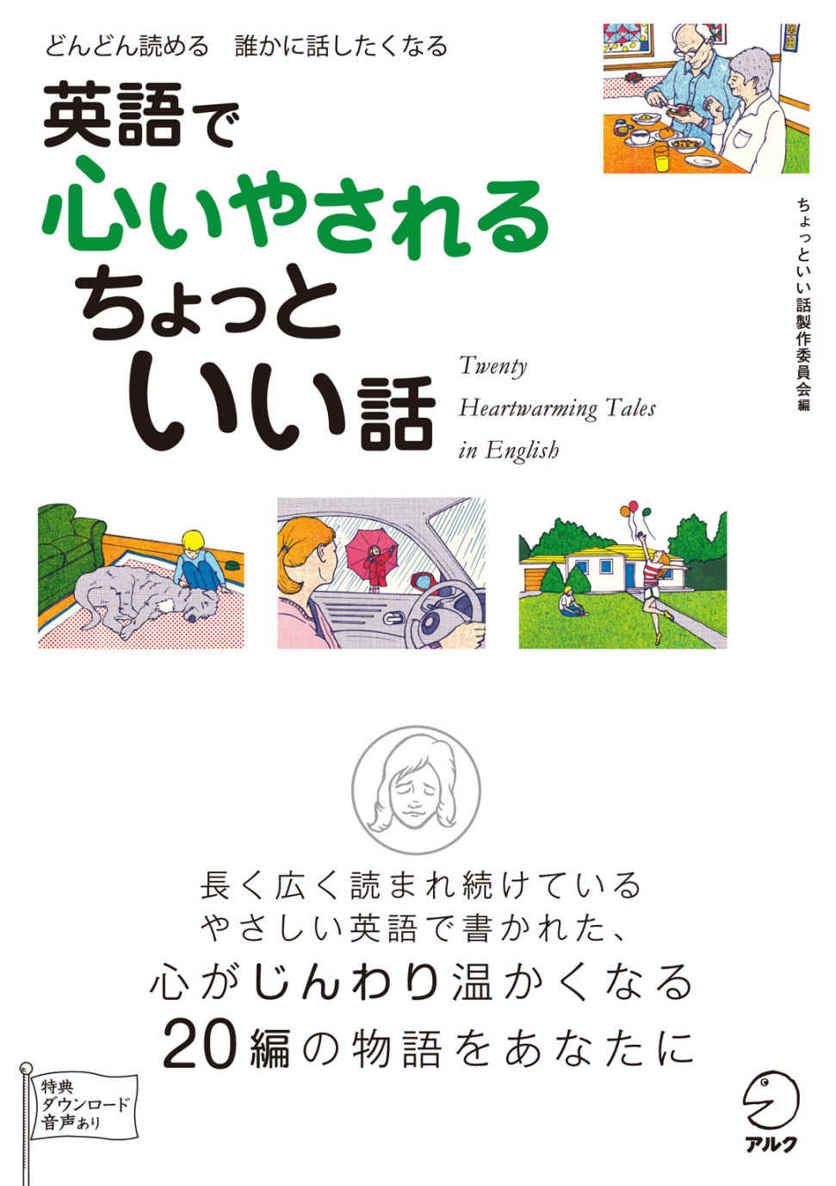 どんどん読める　誰かに話したくなる
英語で
心いやされる
ちょっと
いい話
Twenty
Heartwarming Tales
in English
ちょっといい話製作委員会 編
長く広く読まれ続けている
やさしい英語で書かれた、
心がじんわり温かくなる
20編の物語をあなたに
特典
ダウンロード
音声あり
アルク